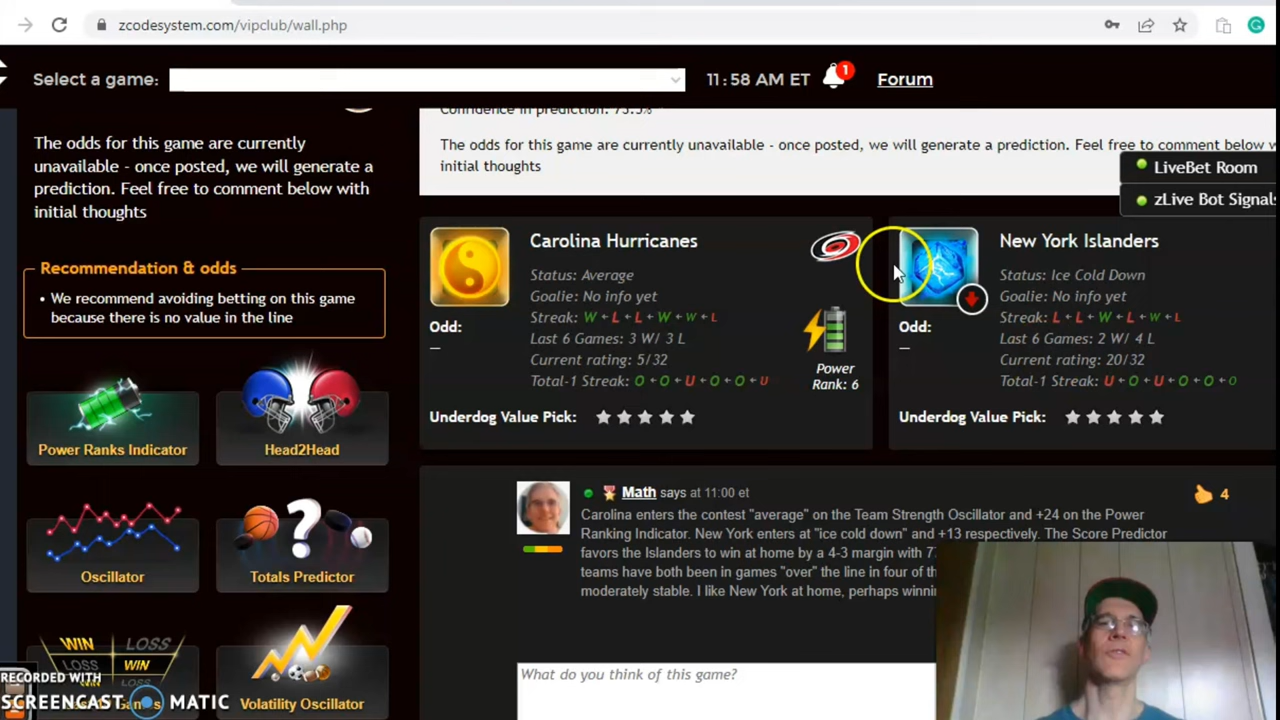 zcodesystem.com/vipclub/wall.php
Select a game:
11:58 AM ET
1
Forum
The odds for this game are currently
unavailable - once posted, we will generate a
prediction. Feel free to comment below with
initial thoughts
Recommendation & odds
• We recommend avoiding betting on this game
because there is no value in the line
Power Ranks Indicator
Head2Head
Oscillator
Totals Predictor
WIN LOSS
LOSS WIN
Volatility Oscillator
RECORDED WITH
SCREENCAST MATIC
Confidence in prediction: 73.5%
The odds for this game are currently unavailable - once posted, we will generate a prediction. Feel free to comment below w
initial thoughts
LiveBet Room
zLive Bot Signals
Carolina Hurricanes
Status: Average
Goalie: No info yet
Odd:
—
Streak: W L L W W L
Last 6 Games: 3 W/ 3 L
Current rating: 5/32
Total-1 Streak: O O U O O U
Power
Rank: 6
Underdog Value Pick:
New York Islanders
Status: Ice Cold Down
Goalie: No info yet
Odd:
—
Streak: L L W L W L
Last 6 Games: 2 W/ 4 L
Current rating: 20/32
Total-1 Streak: U O U O O O
Underdog Value Pick:
Math says at 11:00 et
4
Carolina enters the contest "average" on the Team Strength Oscillator and +24 on the Power
Ranking Indicator. New York enters at "ice cold down" and +13 respectively. The Score Predictor
favors the Islanders to win at home by a 4-3 margin with 7
teams have both been in games "over" the line in four of th
moderately stable. I like New York at home, perhaps winni
What do you think of this game?